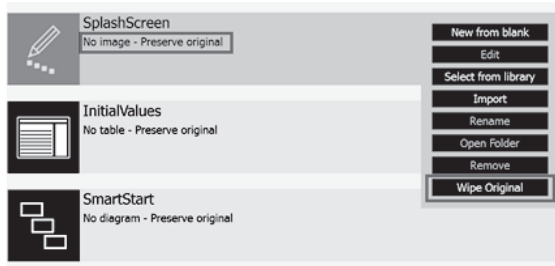 SplashScreen
No image - Preserve original
InitialValues
No table - Preserve original
SmartStart
No diagram - Preserve original
New from blank
Edit
Select from library
Import
Rename
Open Folder
Remove
Wipe Original